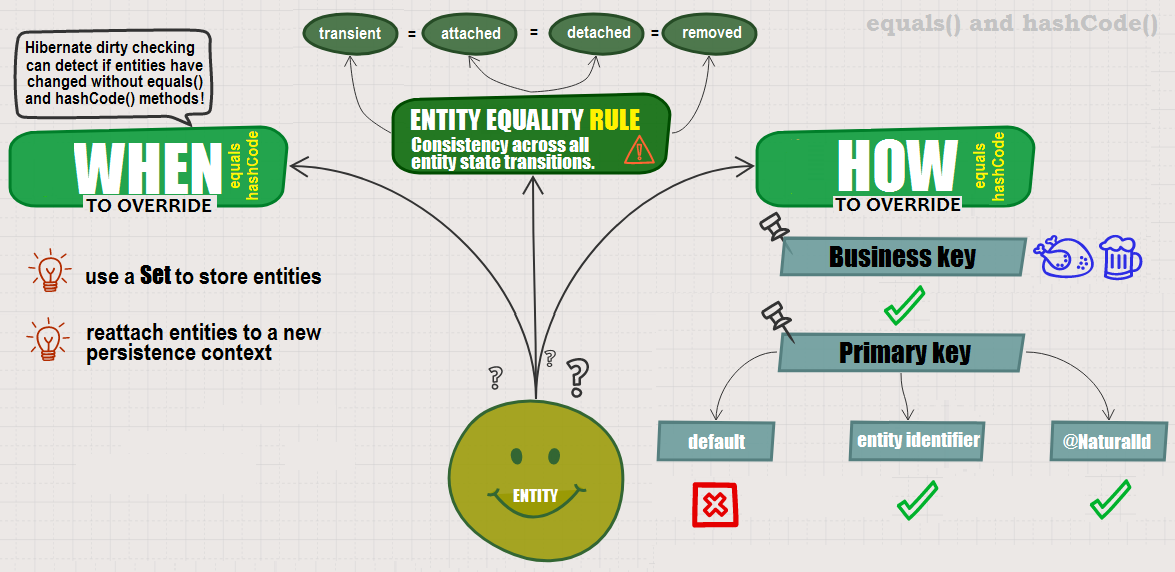 equals() and hashCode()
transient = attached = detached = removed
Hibernate dirty checking
can detect if entities have
changed without equals()
and hashCode() methods!
ENTITY EQUALITY RULE
Consistency across all
entity state transitions.
!
WHEN
equals
hashCode
TO OVERRIDE
HOW
equals
hashCode
TO OVERRIDE
use a Set to store entities
reattach entities to a new
persistence context
Business key
Primary key
default
entity identifier
@NaturalId
? ? ?
ENTITY